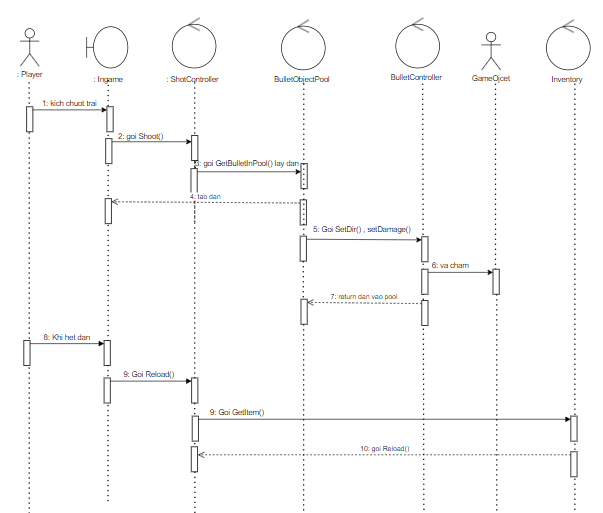 : Player
: Ingame
: ShotController
BulletObjectPool
BulletController
GameOjcet
Inventory
1: kich chuot trai
2: goi Shoot()
3: goi GetBulletInPool() lay dan
4: tao dan
5: Goi SetDir() , setDamage()
6: va cham
7: return dan vao pool
8: Khi het dan
9: Goi Reload()
9: Goi GetItem()
10: goi Reload()